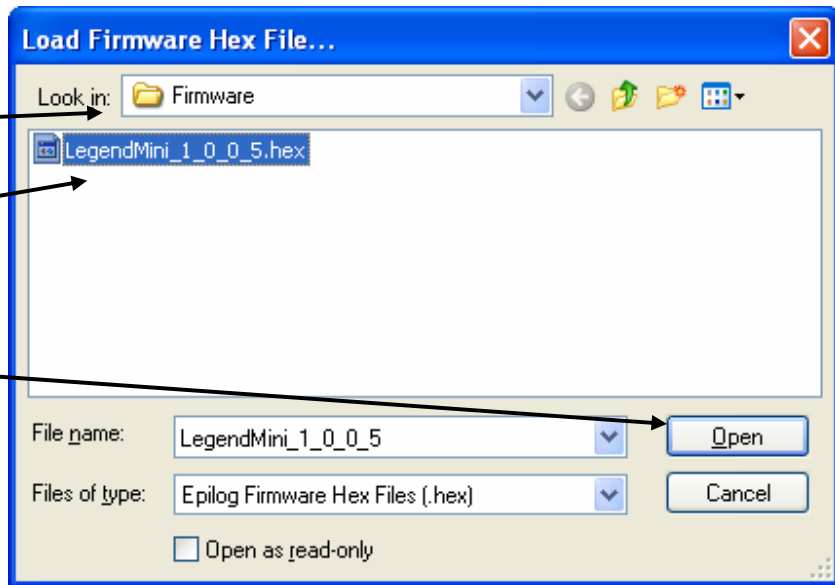 Load Firmware Hex File...
Look in: Firmware
LegendMini_1_0_0_5.hex
File name: LegendMini_1_0_0_5 Open
Files of type: Epilog Firmware Hex Files (.hex) Cancel
Open as read-only